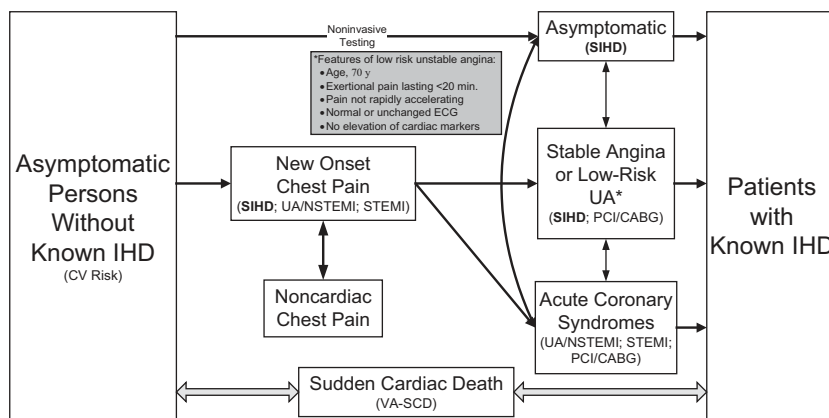 Noninvasive
Testing
*Features of low risk unstable angina:
•Age, 70 y
•Exertional pain lasting <20 min.
•Pain not rapidly accelerating
•Normal or unchanged ECG
•No elevation of cardiac markers
Asymptomatic
(SIHD)
Asymptomatic
Persons
Without
Known IHD
(CV Risk)
New Onset
Chest Pain
(SIHD; UA/NSTEMI; STEMI)
Stable Angina
or Low-Risk
UA*
(SIHD; PCI/CABG)
Patients
with
Known IHD
Noncardiac
Chest Pain
Acute Coronary
Syndromes
(UA/NSTEMI; STEMI;
PCI/CABG)
Sudden Cardiac Death
(VA-SCD)